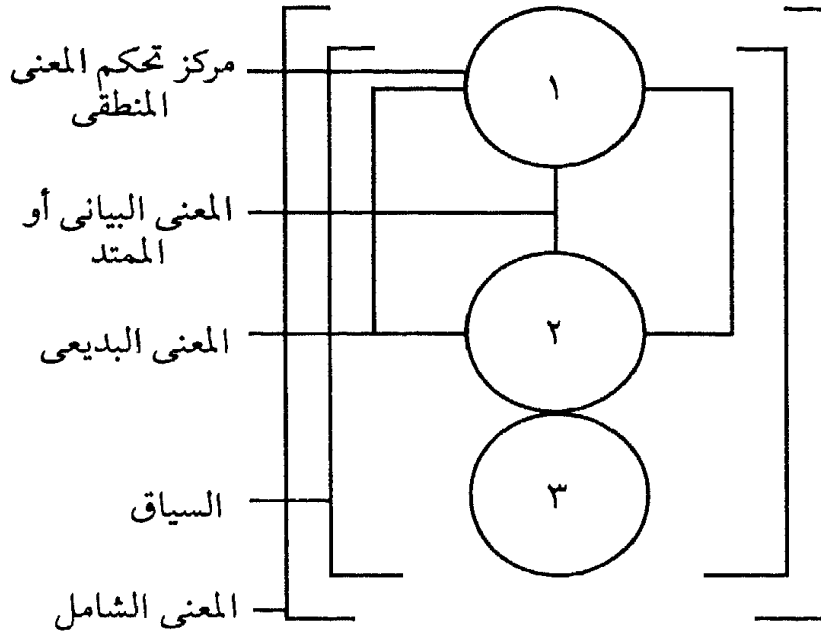 مركز تحكم المعنى
المنطقى
١
المعنى البيانى أو
الممتد
٢
المعنى البديعى
٣
السياق
المعنى الشامل